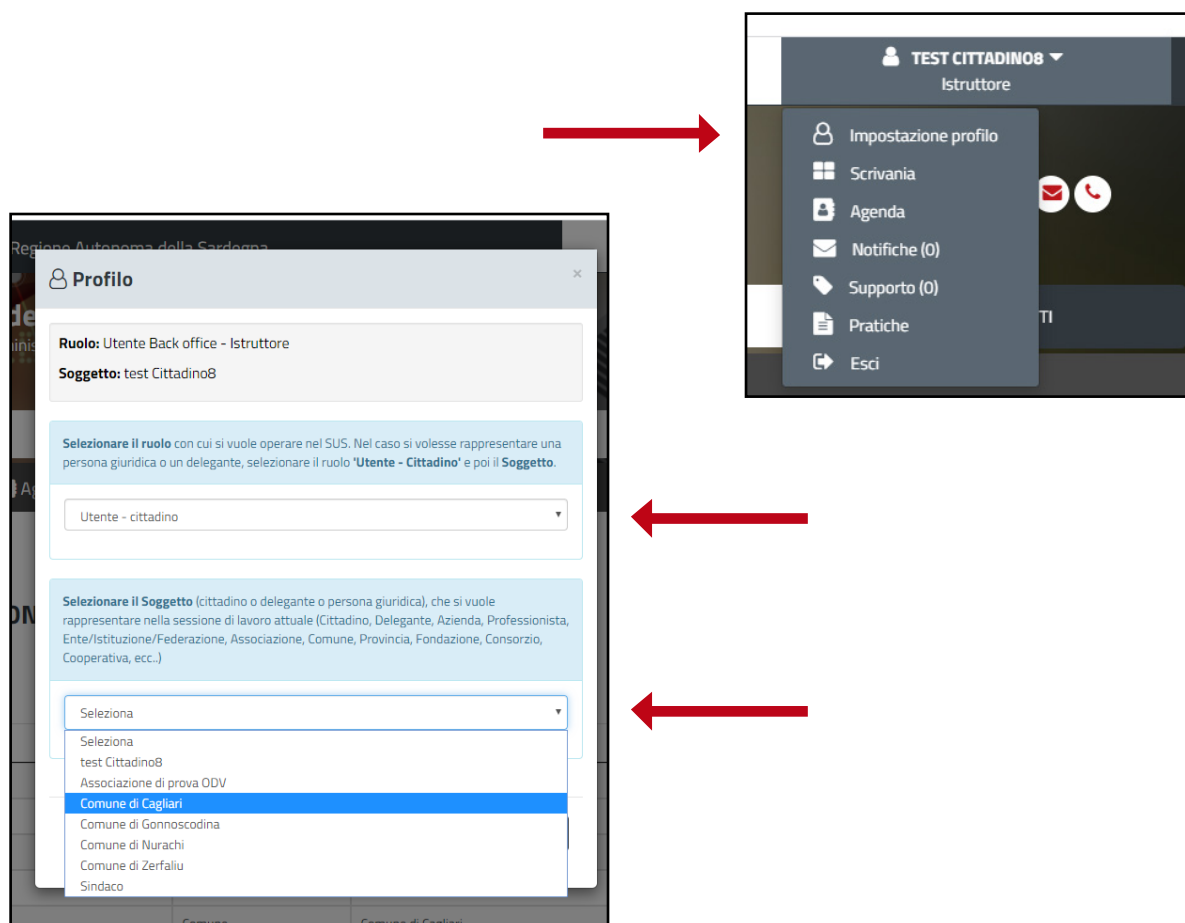 TEST CITTADINO8
Istruttore
Impostazione profilo
Scrivania
Agenda
Notifiche (0)
Supporto (0)
Pratiche
Esci
TI
Regione Autonoma della Sardegna
Profilo
×
Ruolo: Utente Back office - Istruttore
Soggetto: test Cittadino8
Selezionare il ruolo con cui si vuole operare nel SUS. Nel caso si volesse rappresentare una
persona giuridica o un delegante, selezionare il ruolo 'Utente - Cittadino' e poi il Soggetto.
Utente - cittadino
Selezionare il Soggetto (cittadino o delegante o persona giuridica), che si vuole
rappresentare nella sessione di lavoro attuale (Cittadino, Delegante, Azienda, Professionista,
Ente/Istituzione/Federazione, Associazione, Comune, Provincia, Fondazione, Consorzio,
Cooperativa, ecc..)
Seleziona
Seleziona
test Cittadino8
Associazione di prova ODV
Comune di Cagliari
Comune di Gonnoscodina
Comune di Nurachi
Comune di Zerfaliu
Sindaco
Comune Comune di Cagliari